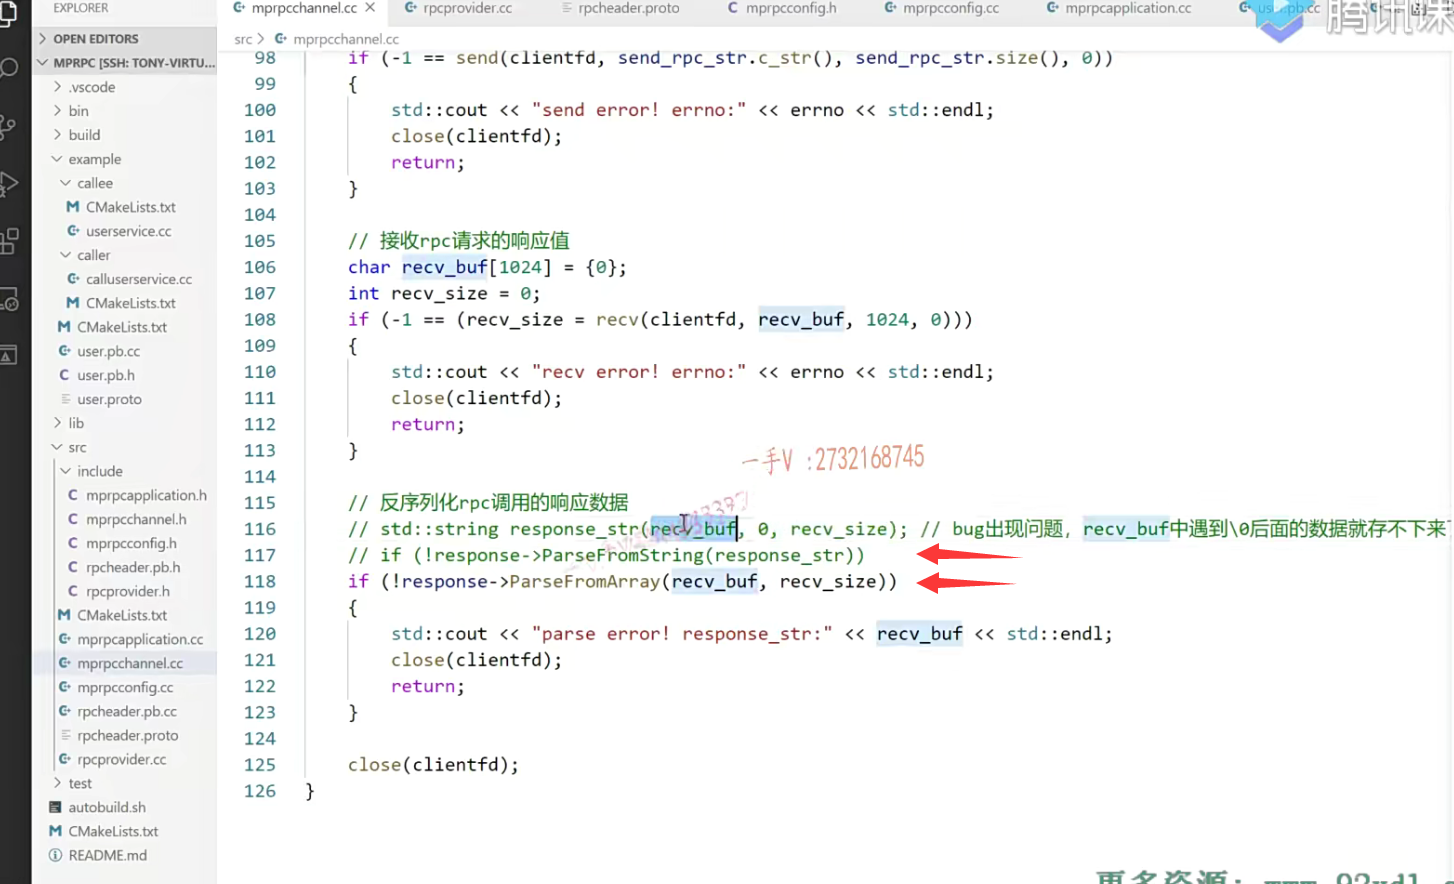 EXPLORER
mprpcchannel.cc
rpcprovider.cc
rpcheader.proto
mprpcconfig.h
mprpcconfig.cc
mprpcapplication.cc
腾讯课
OPEN EDITORS
MPRPC [SSH: TONY-VIRTU...
src > mprpcchannel.cc
.vscode
bin
build
example
callee
CMakeLists.txt
userservice.cc
caller
calluserservice.cc
CMakeLists.txt
CMakeLists.txt
user.pb.cc
user.pb.h
user.proto
lib
src
include
mprpcapplication.h
mprpcchannel.h
mprpcconfig.h
rpcheader.pb.h
rpcprovider.h
CMakeLists.txt
mprpcapplication.cc
mprpcchannel.cc
mprpcconfig.cc
rpcheader.pb.cc
rpcheader.proto
rpcprovider.cc
test
autobuild.sh
CMakeLists.txt
README.md
98 if (-1 == send(clientfd, send_rpc_str.c_str(), send_rpc_str.size(), 0))
99 {
100 std::cout << "send error! errno:" << errno << std::endl;
101 close(clientfd);
102 return;
103 }
104
105 // 接收rpc请求的响应值
106 char recv_buf[1024] = {0};
107 int recv_size = 0;
108 if (-1 == (recv_size = recv(clientfd, recv_buf, 1024, 0)))
109 {
110 std::cout << "recv error! errno:" << errno << std::endl;
111 close(clientfd);
112 return;
113 }
114
一手V :2732168745
115 // 反序列化rpc调用的响应数据
116 // std::string response_str(recv_buf, 0, recv_size); // bug出现问题，recv_buf中遇到\0后面的数据就存不下来
117 // if (!response->ParseFromString(response_str))
118 if (!response->ParseFromArray(recv_buf, recv_size))
119 {
120 std::cout << "parse error! response_str:" << recv_buf << std::endl;
121 close(clientfd);
122 return;
123 }
124
125 close(clientfd);
126 }